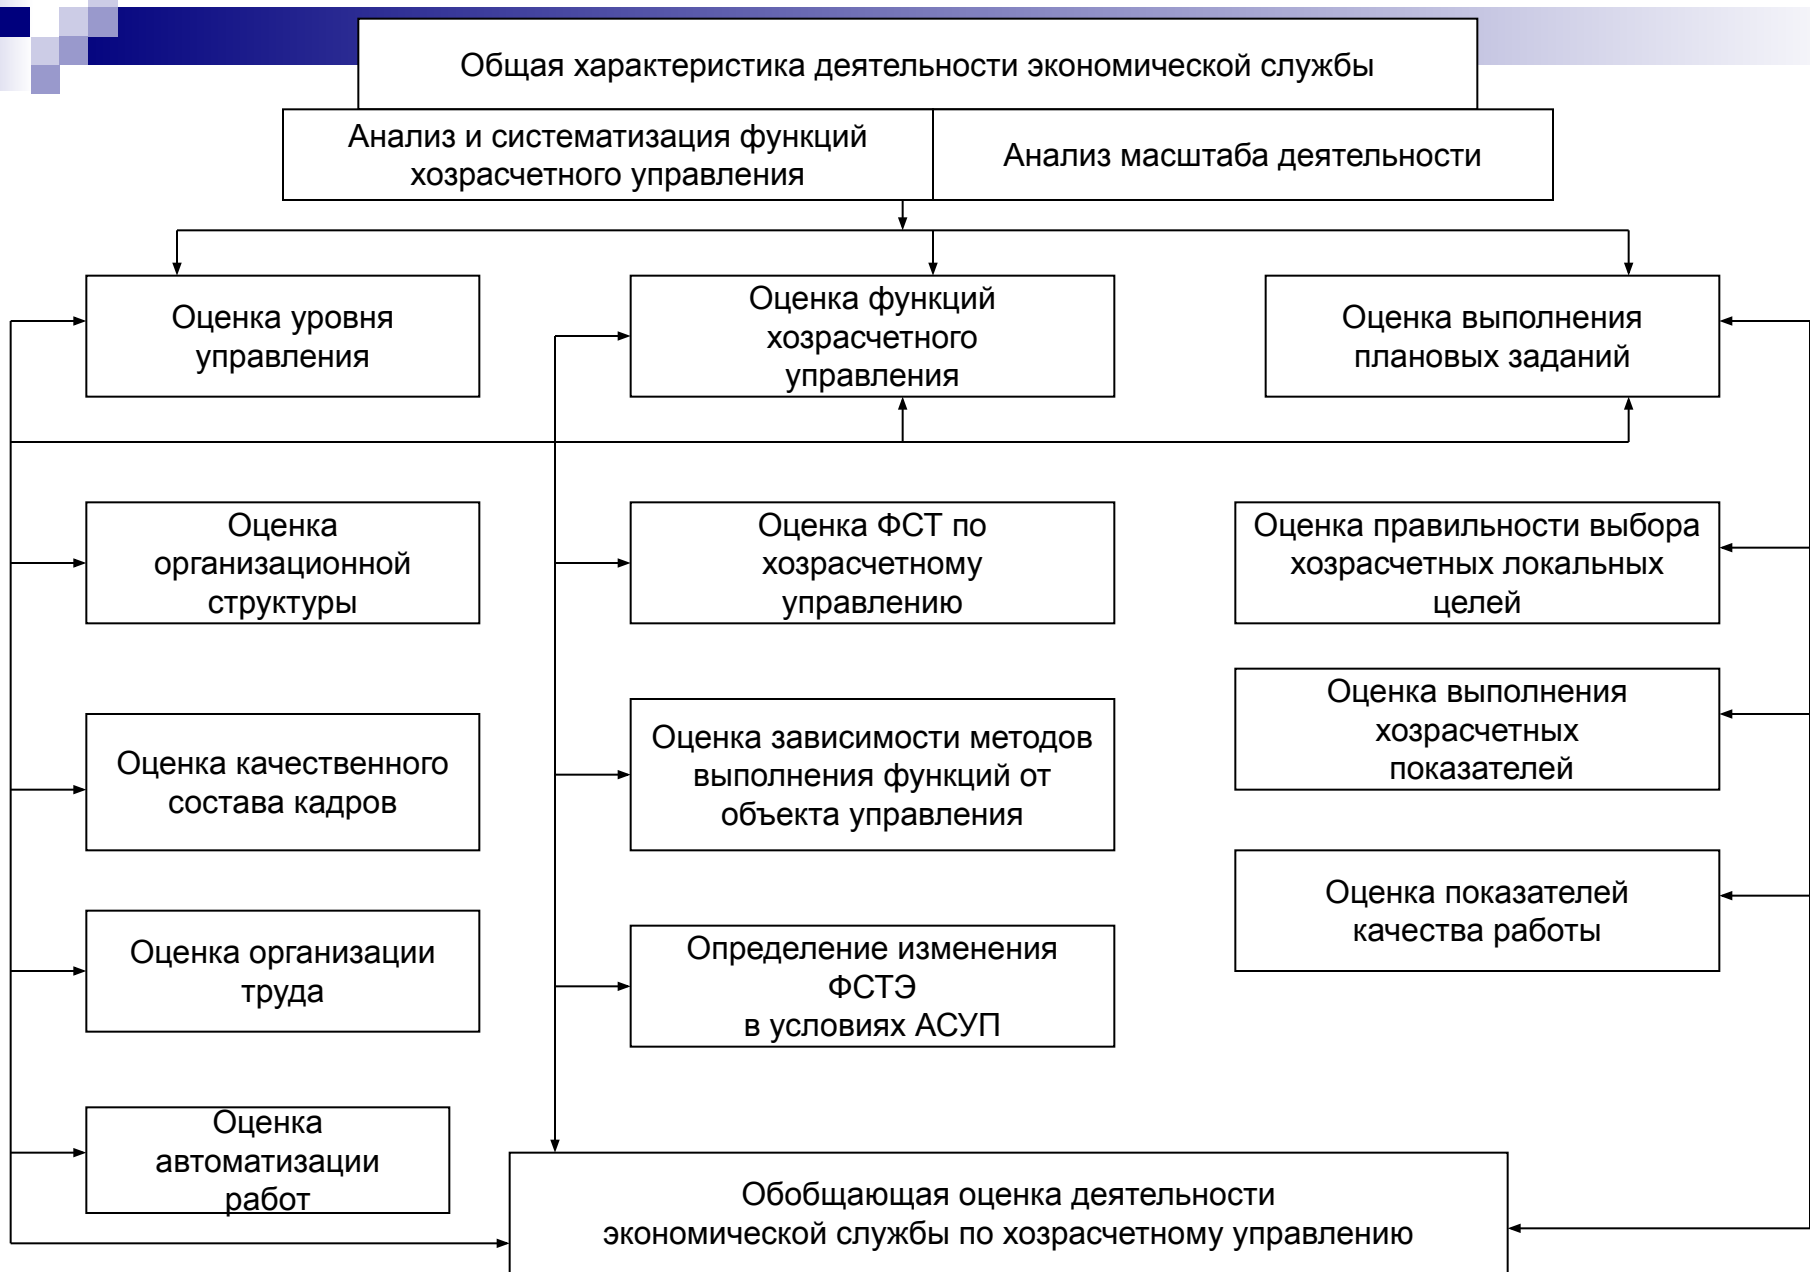 Общая характеристика деятельности экономической службы
Анализ и систематизация функций
хозрасчетного управления
Анализ масштаба деятельности
Оценка уровня
управления
Оценка функций
хозрасчетного
управления
Оценка выполнения
плановых заданий
Оценка
организационной
структуры
Оценка ФСТ по
хозрасчетному
управлению
Оценка правильности выбора
хозрасчетных локальных
целей
Оценка качественного
состава кадров
Оценка зависимости методов
выполнения функций от
объекта управления
Оценка выполнения
хозрасчетных
показателей
Оценка организации
труда
Определение изменения
ФСТЭ
в условиях АСУП
Оценка показателей
качества работы
Оценка
автоматизации
работ
Обобщающая оценка деятельности
экономической службы по хозрасчетному управлению